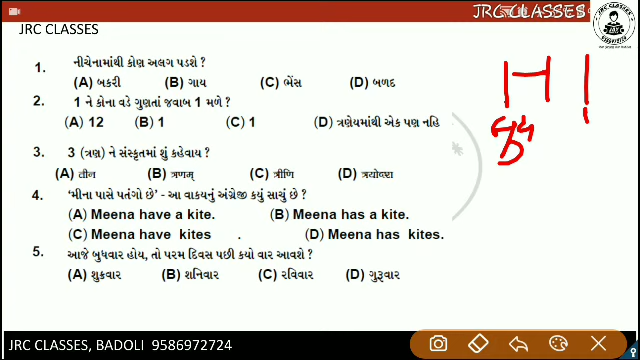 JRC CLASSES
JRC CLASSES
1. નીચેનામાંથી કોણ અલગ પડશે ?
(A) બકરી (B) ગાય (C) ભેંસ (D) બળદ
2. 1 ને કોના વડે ગુણતાં જવાબ 1 મળે ?
(A) 12 (B) 1 (C) 1 (D) ત્રણેયમાંથી એક પણ નહિ
3. 3 (ત્રણ) ને સંસ્કૃતમાં શું કહેવાય ?
(A) तीन (B) त्रणम् (C) त्रीणि (D)
4. ‘મીના પાસે પતંગો છે’ - આ વાકયનું અંગ્રેજી કયું સાચું છે ?
(A) Meena have a kite. (B) Meena has a kite.
(C) Meena have kites . (D) Meena has kites.
5. આજે બુધવાર હોય, તો પરમ દિવસ પછી કયો વાર આવશે ?
(A) શુક્રવાર (B) શનિવાર (C) રવિવાર (D) ગુરૂવાર
JRC CLASSES, BADOLI 9586972724